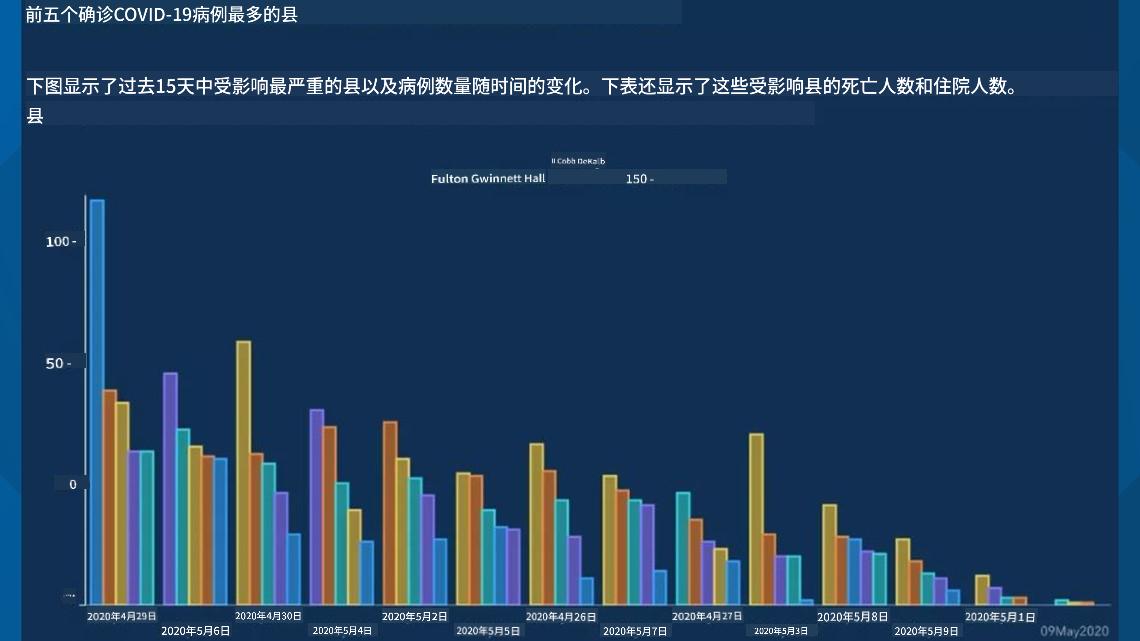 前五个确诊COVID-19病例最多的县
下图显示了过去15天中受影响最严重的县以及病例数量随时间的变化。下表还显示了这些受影响县的死亡人数和住院人数。
县
II Cobb DeKalb
Fulton Gwinnett Hall 150 -
100 -
50 -
0
2020年4月29日 2020年4月30日 2020年5月2日 2020年4月26日 2020年4月27日 2020年5月8日 2020年5月1日
2020年5月6日 2020年5月4日 2020年5月5日 2020年5月7日 2020年5月3日 2020年5月9日
09May2020